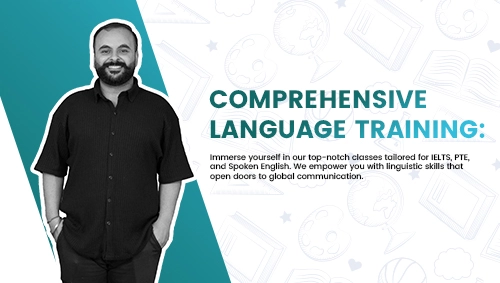 COMPREHENSIVE
LANGUAGE TRAINING:
Immerse yourself in our top-notch classes tailored for IELTS, PTE,
and Spoken English. We empower you with linguistic skills that
open doors to global communication.